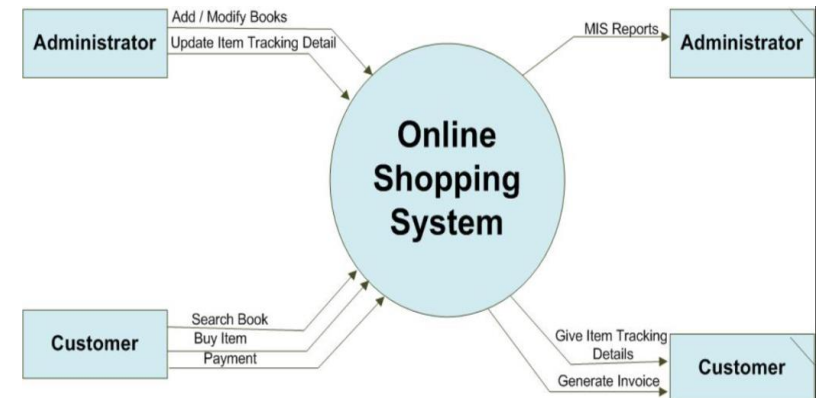 Add / Modify Books
Administrator
Update Item Tracking Detail
MIS Reports
Administrator
Online
Shopping
System
Search Book
Buy Item
Payment
Customer
Give Item Tracking
Details
Generate Invoice
Customer